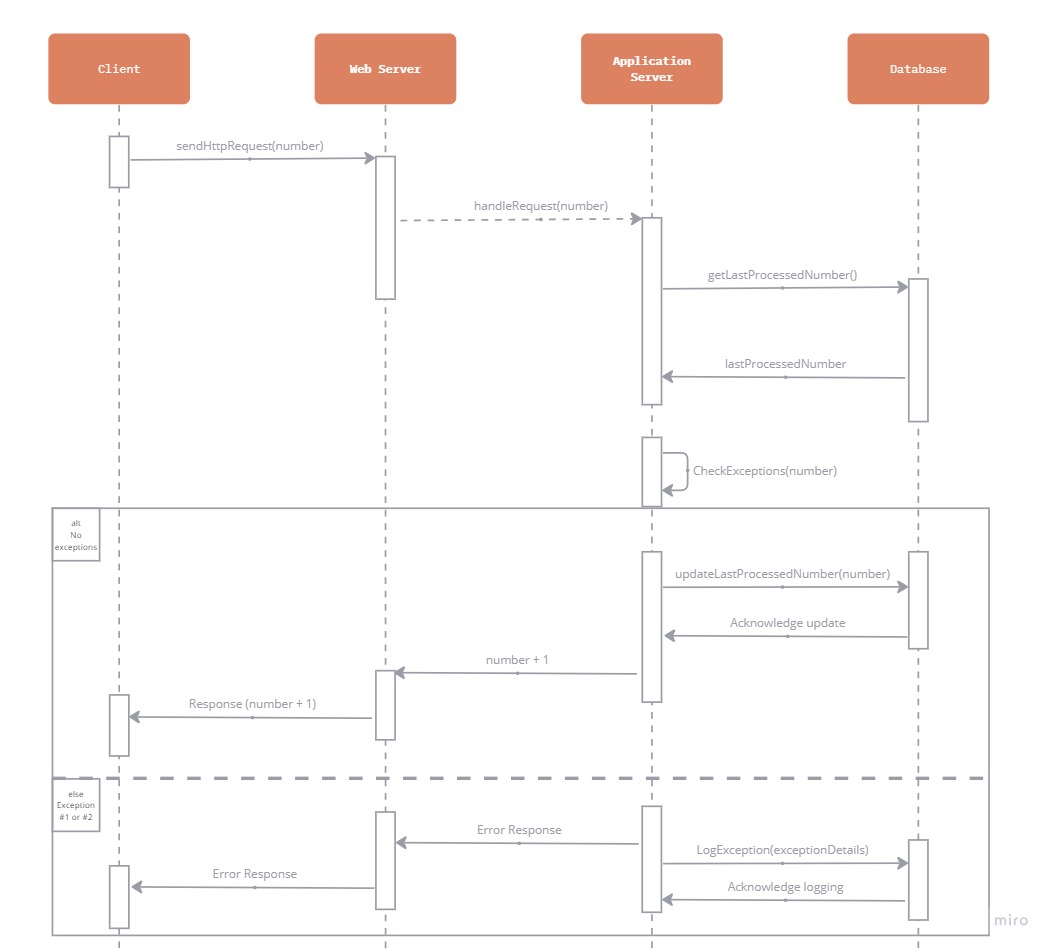 Client
Web Server
Application
Server
Database
sendHttpRequest(number)
handleRequest(number)
getLastProcessedNumber()
lastProcessedNumber
CheckExceptions(number)
alt
No
exceptions
updateLastProcessedNumber(number)
Acknowledge update
number + 1
Response (number + 1)
else
Exception
#1 or #2
Error Response
LogException(exceptionDetails)
Error Response
Acknowledge logging
miro